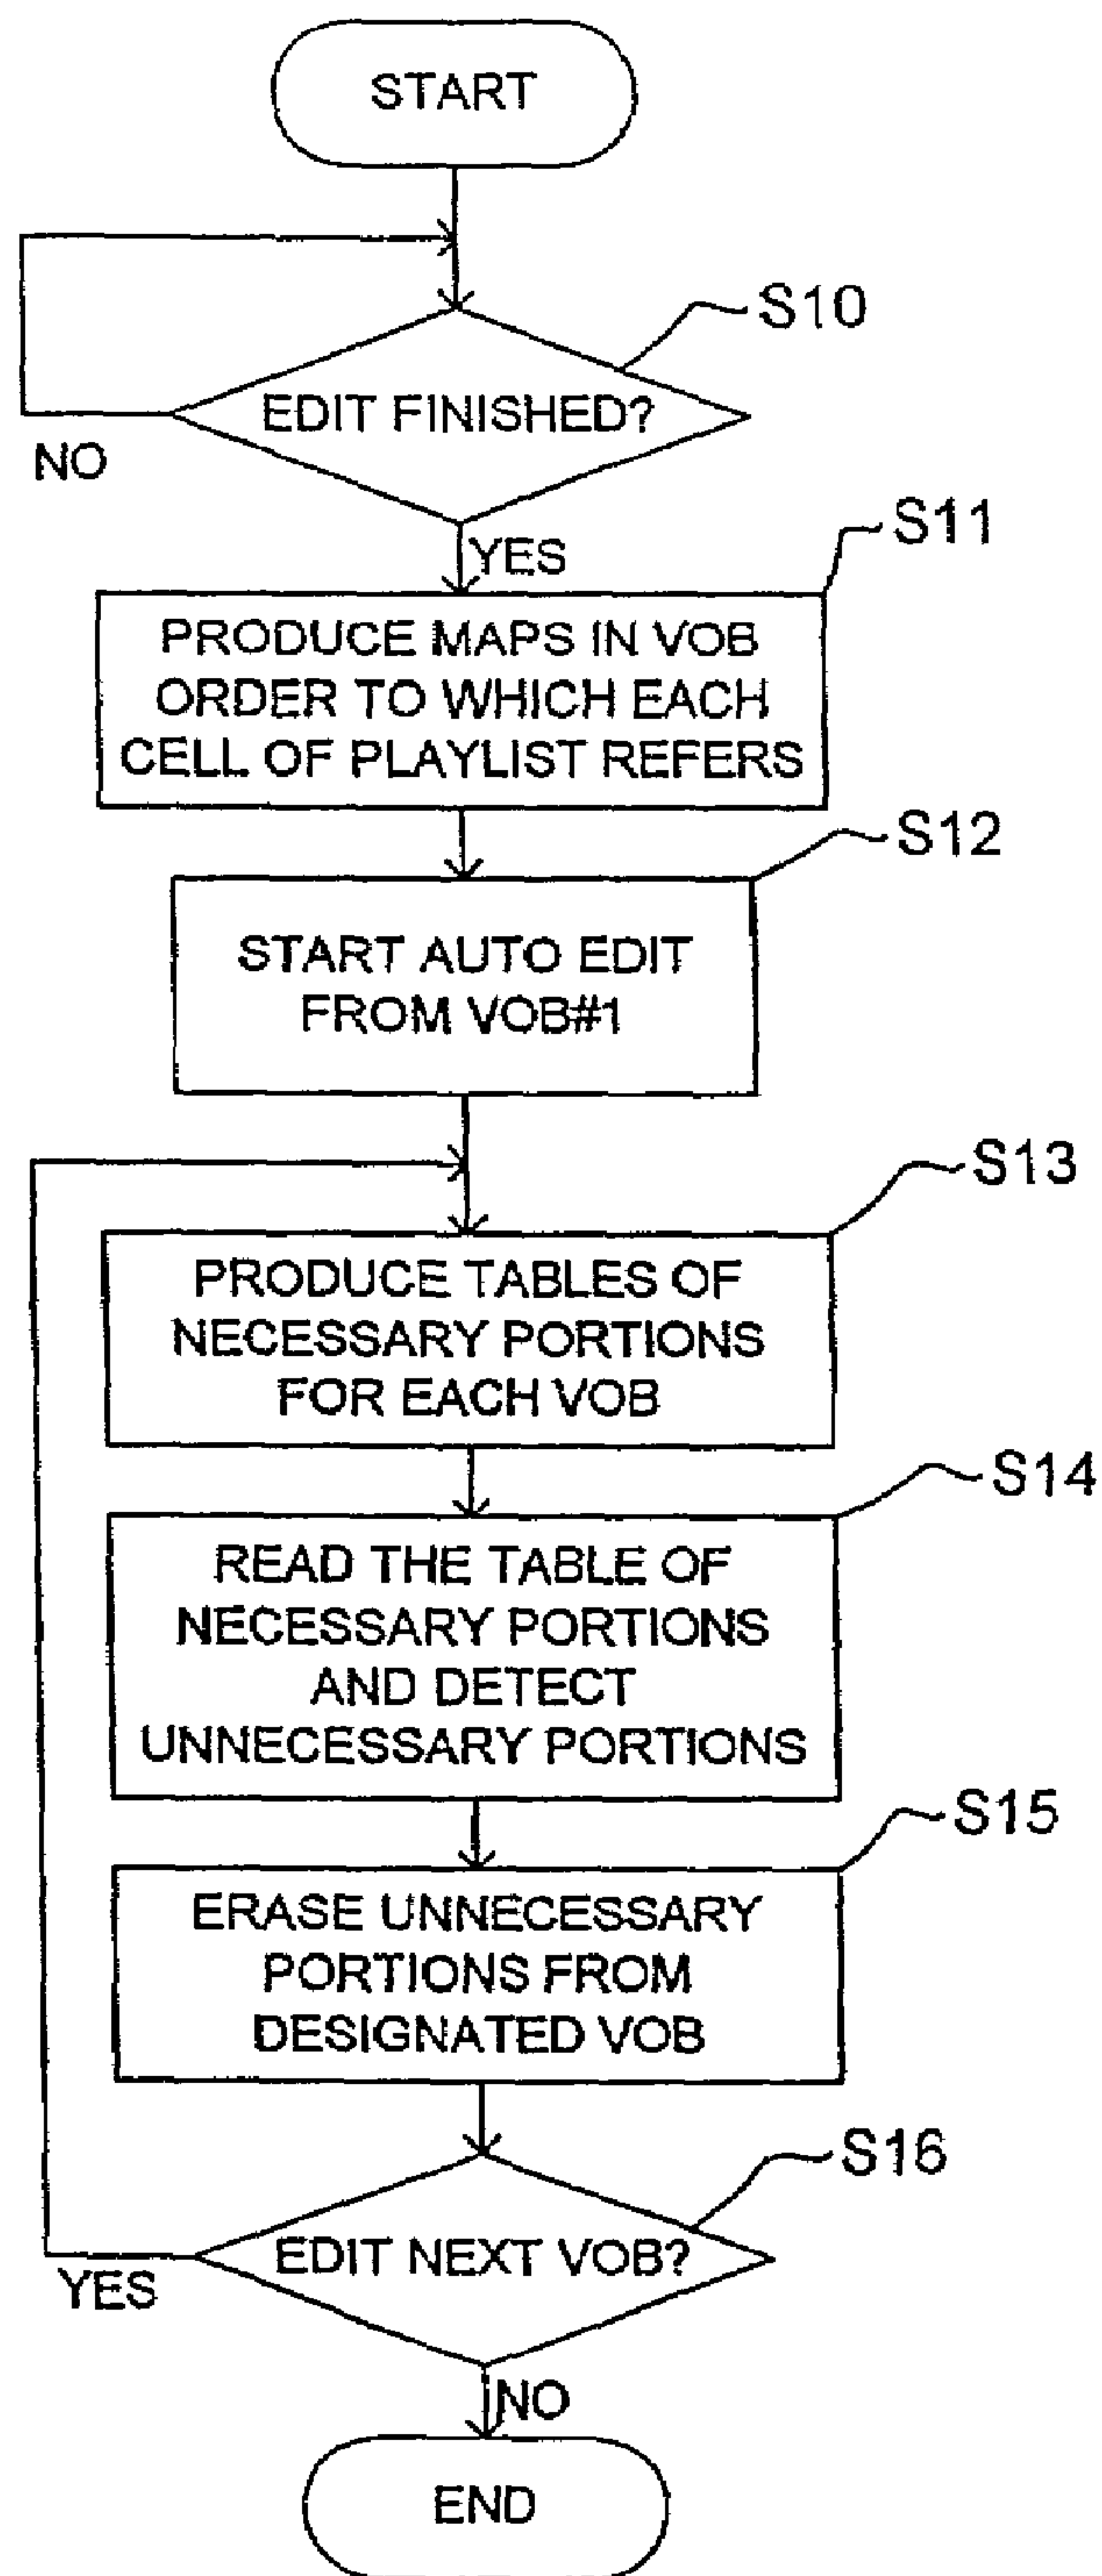 START
S10
EDIT FINISHED?
NO
YES
S11
PRODUCE MAPS IN VOB
ORDER TO WHICH EACH
CELL OF PLAYLIST REFERS
S12
START AUTO EDIT
FROM VOB#1
S13
PRODUCE TABLES OF
NECESSARY PORTIONS
FOR EACH VOB
S14
READ THE TABLE OF
NECESSARY PORTIONS
AND DETECT
UNNECESSARY PORTIONS
S15
ERASE UNNECESSARY
PORTIONS FROM
DESIGNATED VOB
S16
EDIT NEXT VOB?
YES
NO
END